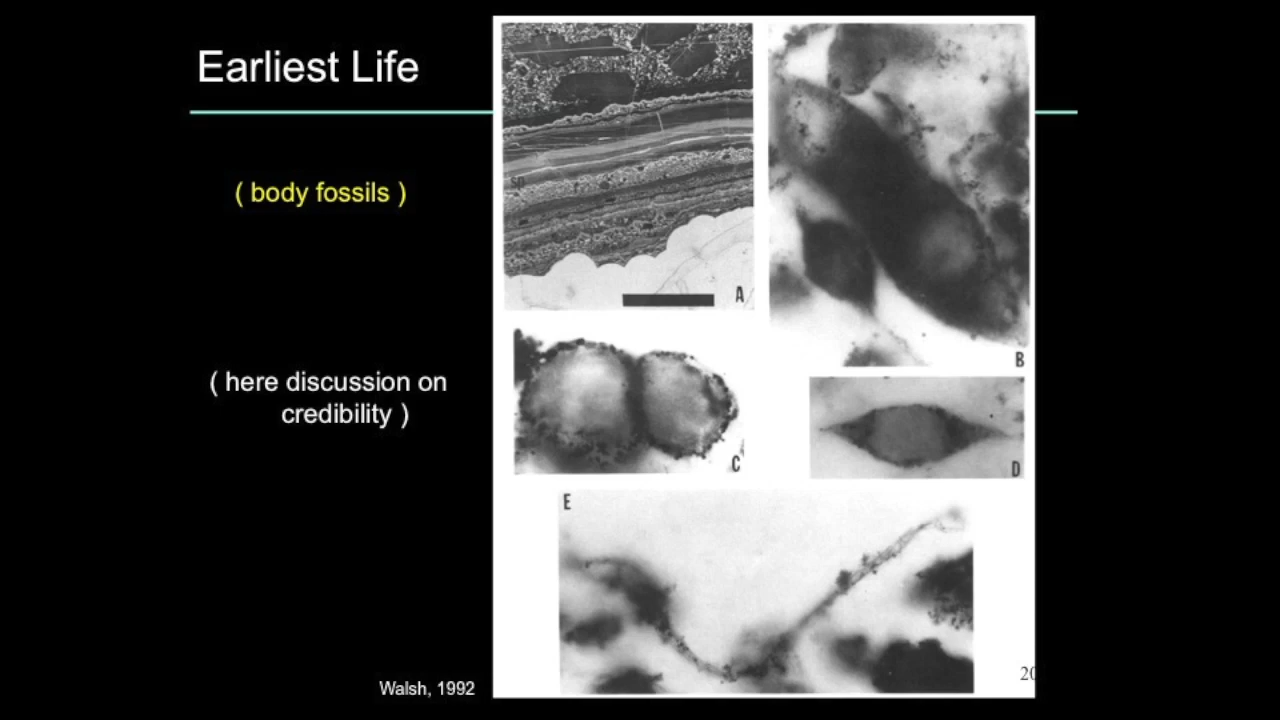 Earliest Life
( body fossils )
( here discussion on
credibility )
Walsh, 1992
A
B
C
D
E
20